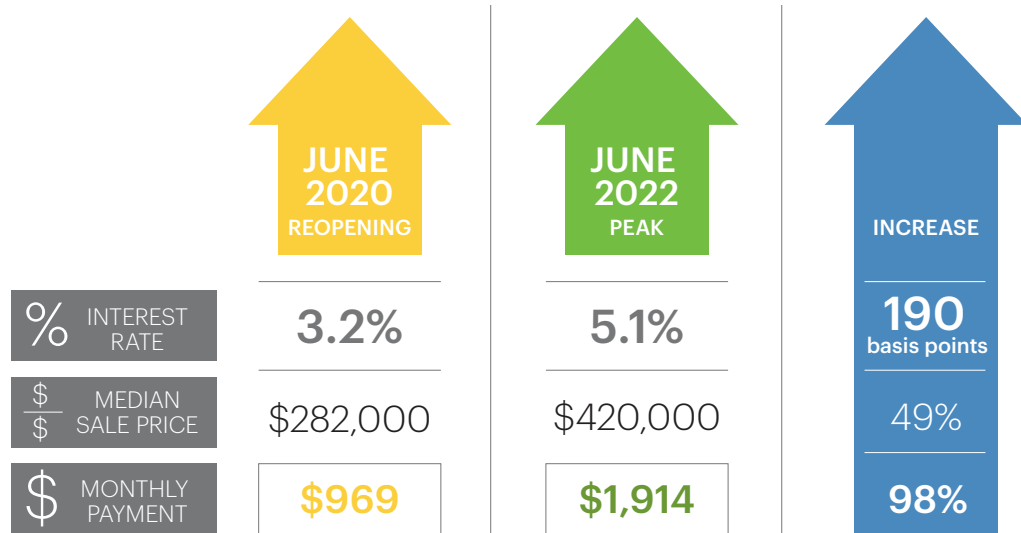 JUNE
2020
REOPENING
JUNE
2022
PEAK
INCREASE
% INTEREST
RATE
3.2%
5.1%
190
basis points
$
$
MEDIAN
SALE PRICE
$282,000
$420,000
49%
$ MONTHLY
PAYMENT
$969
$1,914
98%